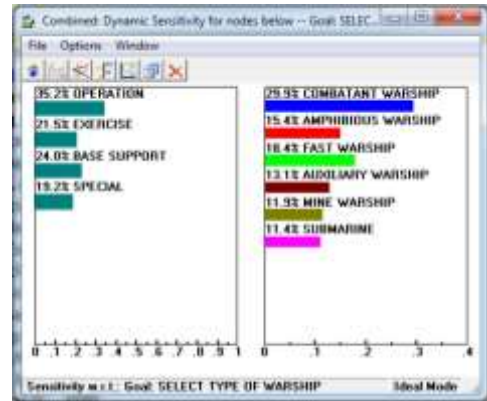 Combined: Dynamic Sensitivity for nodes below -- Goal: SELEC...
File Options Window
35.2% OPERATION
21.5% EXERCISE
24.0% BASE SUPPORT
19.2% SPECIAL
0 .1 .2 .3 .4 .5 .6 .7 .8 .9 1
29.9% COMBATANT WARSHIP
15.4% AMPHIBIOUS WARSHIP
18.4% FAST WARSHIP
13.1% AUXILIARY WARSHIP
11.9% MINE WARSHIP
11.4% SUBMARINE
0 .1 .2 .3 .4
Sensitivity w.r.t.: Goal: SELECT TYPE OF WARSHIP Ideal Mode